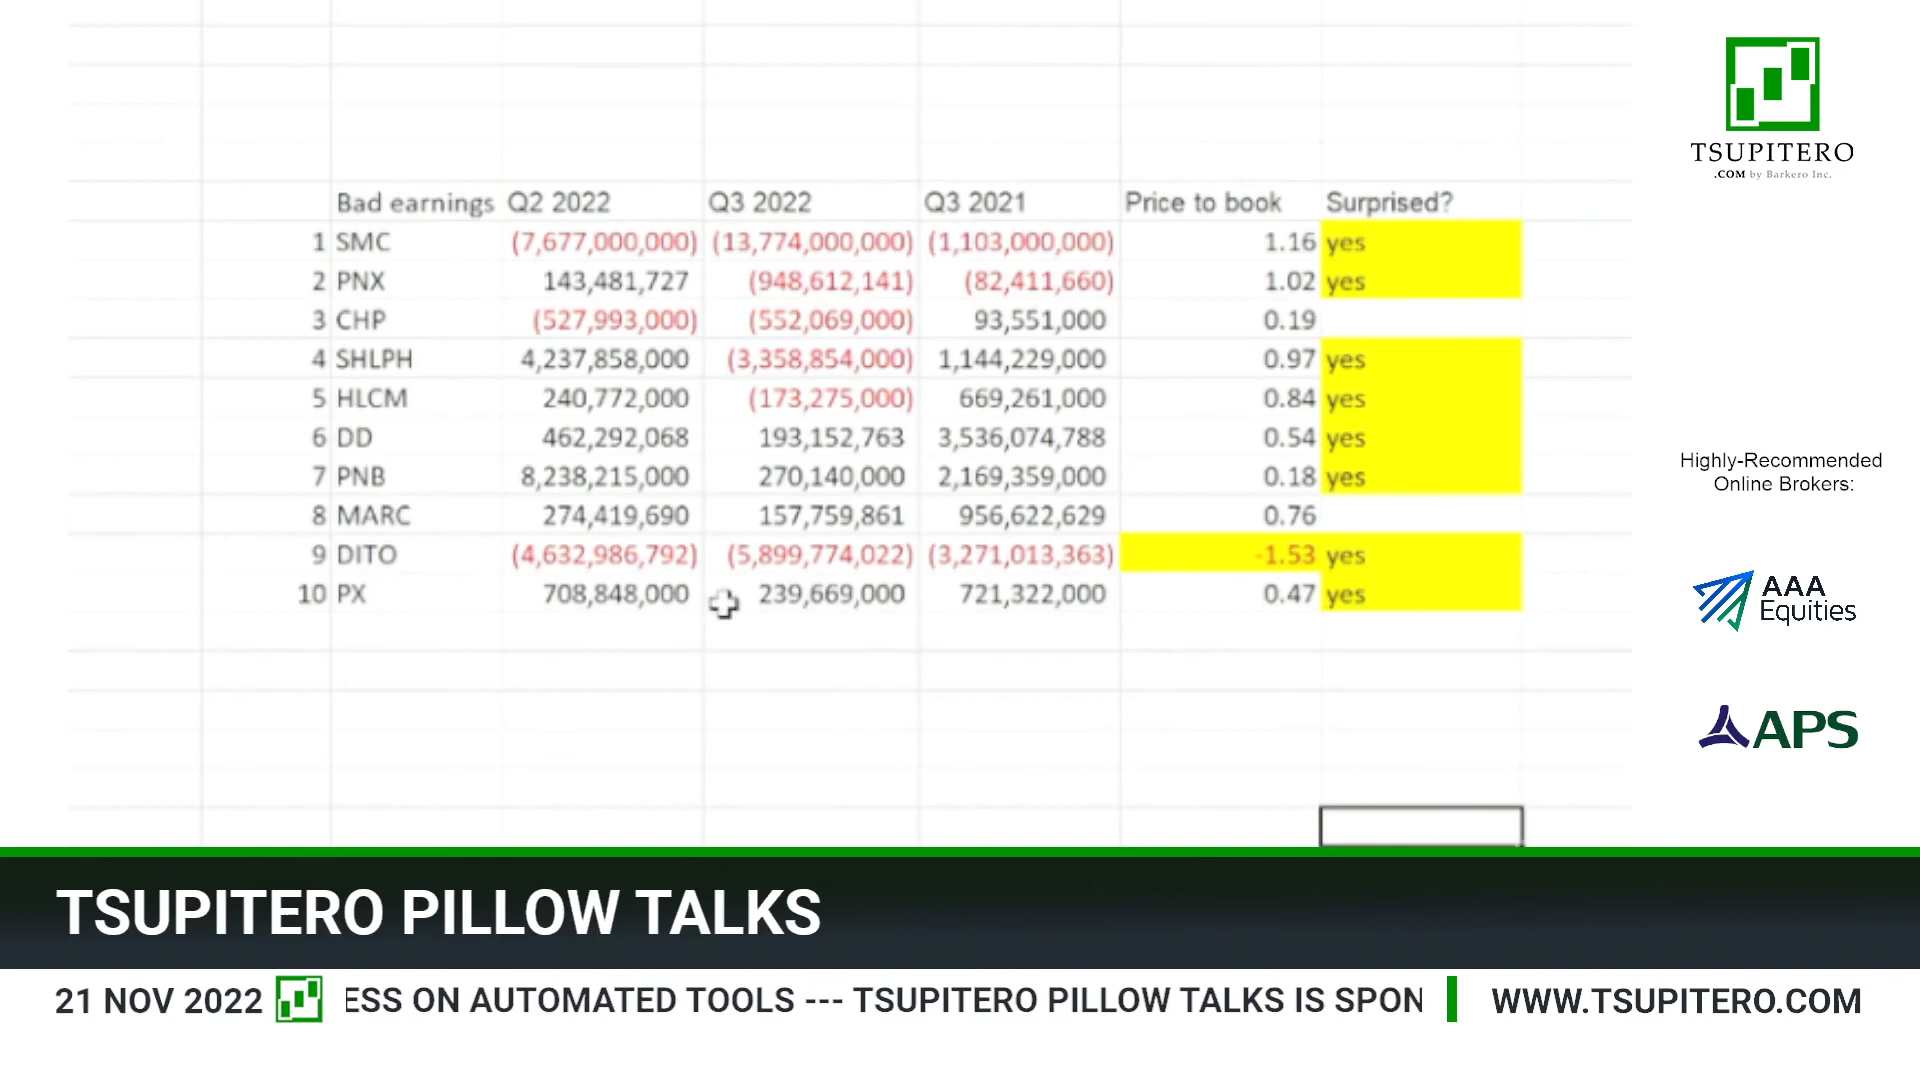 TSUPITERO
.COM by Barkero Inc.
Bad earnings Q2 2022 Q3 2022 Q3 2021 Price to book Surprised?
1 SMC (7,677,000,000) (13,774,000,000) (1,103,000,000) 1.16 yes
2 PNX 143,481,727 (948,612,141) (82,411,660) 1.02 yes
3 CHP (527,993,000) (552,069,000) 93,551,000 0.19
4 SHLPH 4,237,858,000 (3,358,854,000) 1,144,229,000 0.97 yes
5 HLCM 240,772,000 (173,275,000) 669,261,000 0.84 yes
6 DD 462,292,068 193,152,763 3,536,074,788 0.54 yes
7 PNB 8,238,215,000 270,140,000 2,169,359,000 0.18 yes
8 MARC 274,419,690 157,759,861 956,622,629 0.76
9 DITO (4,632,986,792) (5,899,774,022) (3,271,013,363) -1.53 yes
10 PX 708,848,000 239,669,000 721,322,000 0.47 yes
Highly-Recommended
Online Brokers:
AAA
Equities
APS
TSUPITERO PILLOW TALKS
21 NOV 2022 ESS ON AUTOMATED TOOLS --- TSUPITERO PILLOW TALKS IS SPON WWW.TSUPITERO.COM